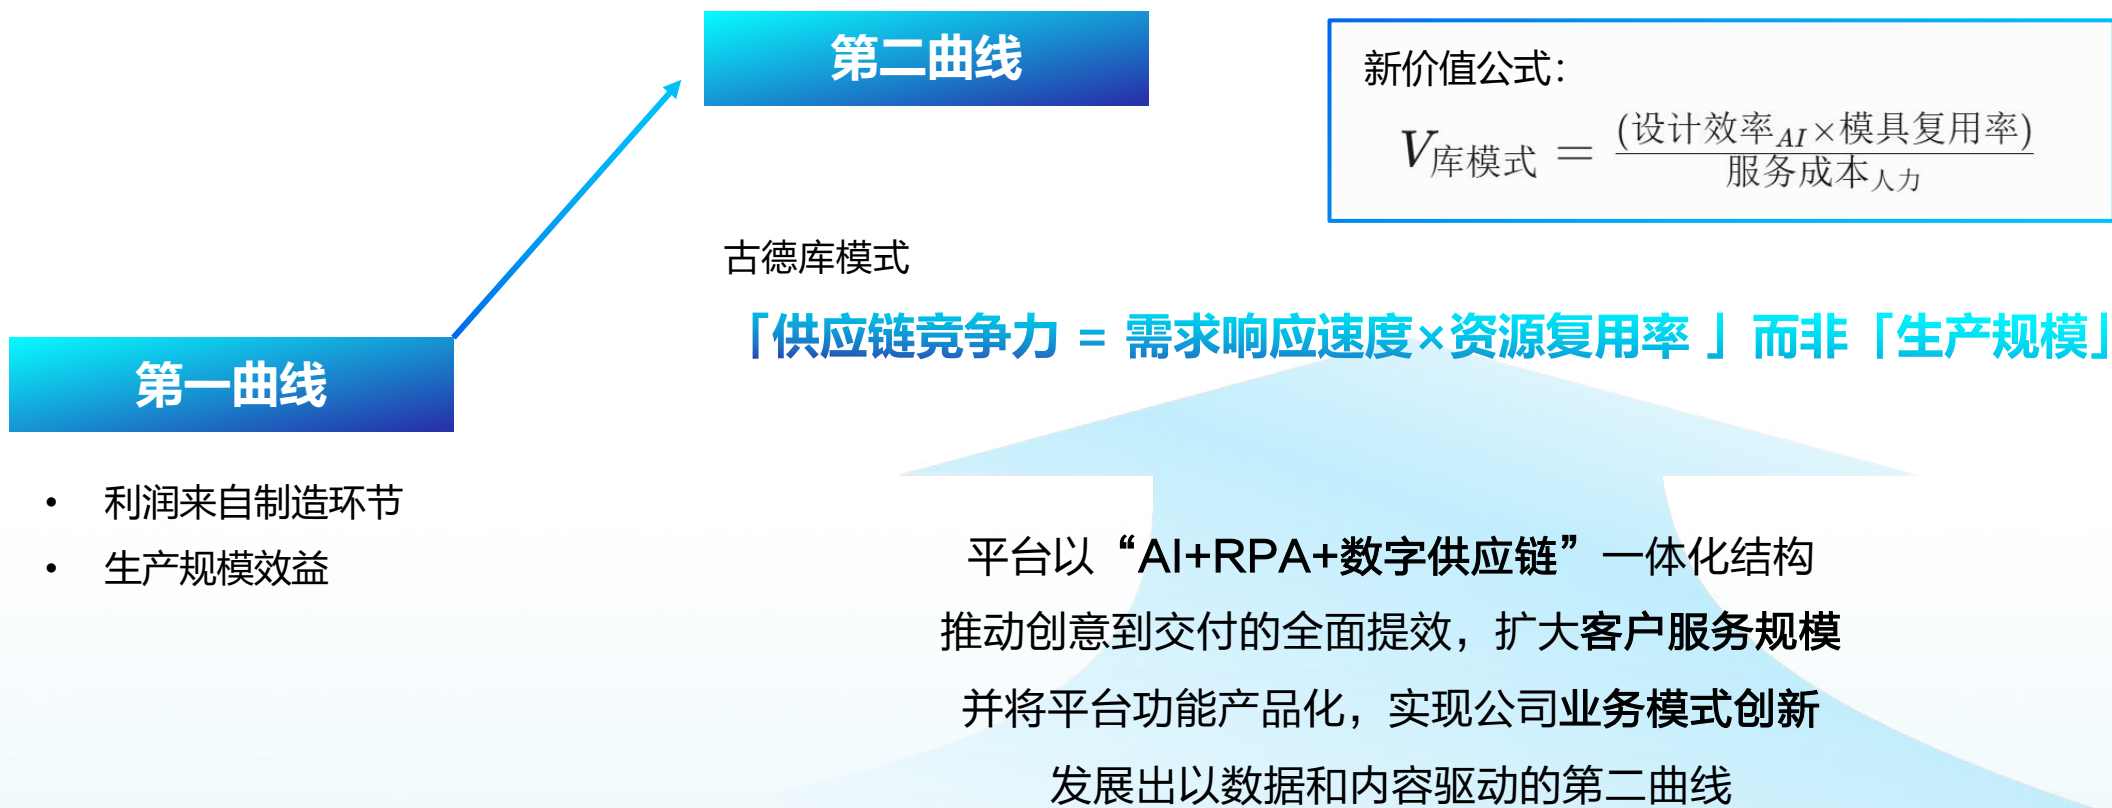 第二曲线
新价值公式：
V库模式 = (设计效率AI×模具复用率) / 服务成本人力
古德库模式
「供应链竞争力 = 需求响应速度×资源复用率 」而非「生产规模」
第一曲线
• 利润来自制造环节
• 生产规模效益
平台以“AI+RPA+数字供应链”一体化结构
推动创意到交付的全面提效，扩大客户服务规模
并将平台功能产品化，实现公司业务模式创新
发展出以数据和内容驱动的第二曲线